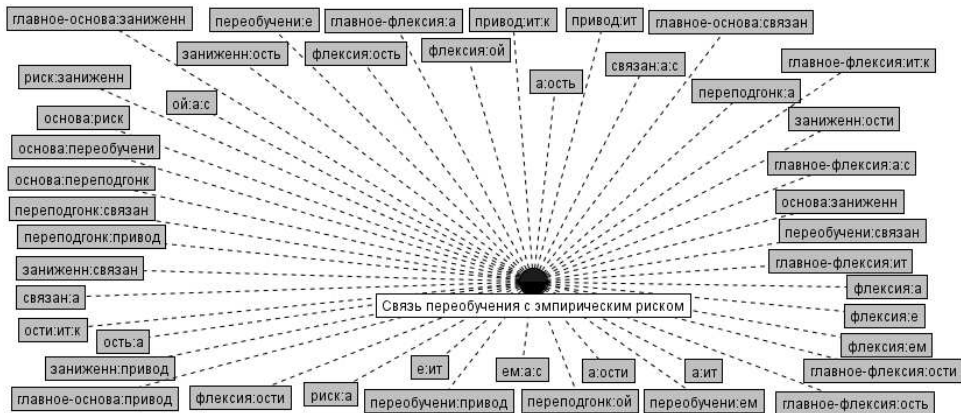 главное-основа:заниженн
переобучени:е
главное-флексия:а
привод:ит:к
привод:ит
главное-основа:связан
заниженн:ость
флексия:ость
флексия:ой
связан:а:с
главное-флексия:ит:к
риск:заниженн
ой:а:с
а:ость
переподгонк:а
основа:риск
заниженн:ости
основа:переобучени
главное-флексия:а:с
основа:переподгонк
основа:заниженн
переподгонк:связан
переобучени:связан
переподгонк:привод
главное-флексия:ит
заниженн:связан
флексия:а
связан:а
Связь переобучения с эмпирическим риском
флексия:е
ости:ит:к
ость:а
флексия:ем
заниженн:привод
е:ит
ем:а:с
а:ости
а:ит
главное-флексия:ости
главное-основа:привод
флексия:ости
риск:а
переобучени:привод
переподгонк:ой
переобучени:ем
главное-флексия:ость